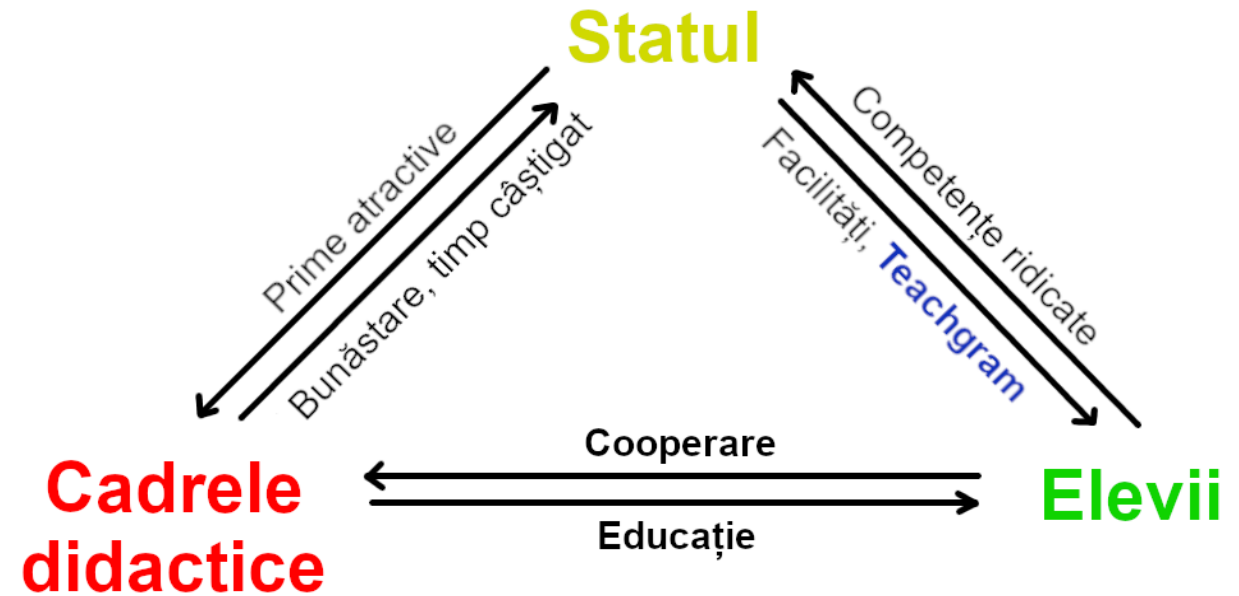 Statul
Prime atractive
Bunăstare, timp câștigat
Competențe ridicate
Facilități, Teachgram
Cooperare
Educație
Cadrele
didactice
Elevii